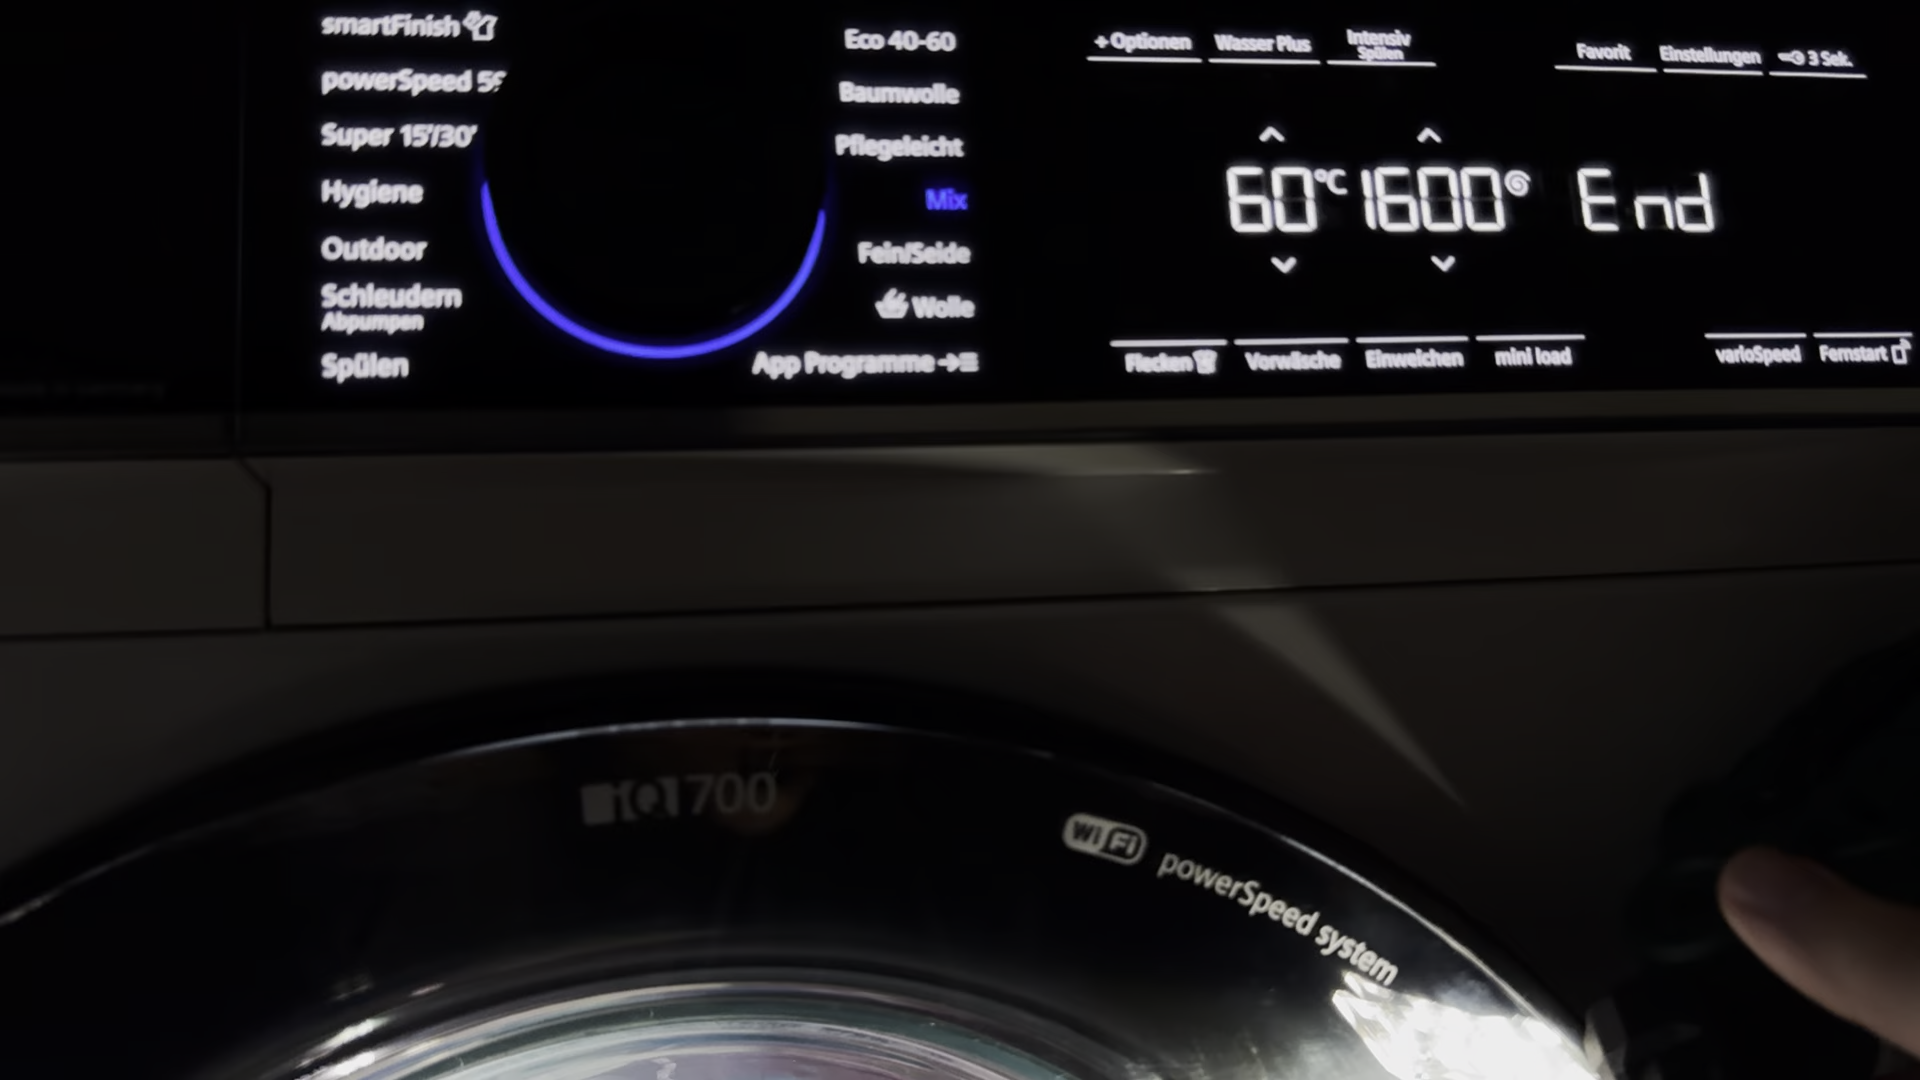 smartFinish
powerSpeed 59'
Super 15'/30'
Hygiene
Outdoor
Schleudern
Abpumpen
Spülen
Eco 40-60
Baumwolle
Pflegeleicht
Mix
Fein/Seide
Wolle
App Programme
+Optionen
Wasser Plus
Intensiv
Spülen
Favorit
Einstellungen
3 Sek.
60°C 1600 End
Flecken
Vorwäsche
Einweichen
mini load
varioSpeed
Fernstart
iQ700
WiFi powerSpeed system